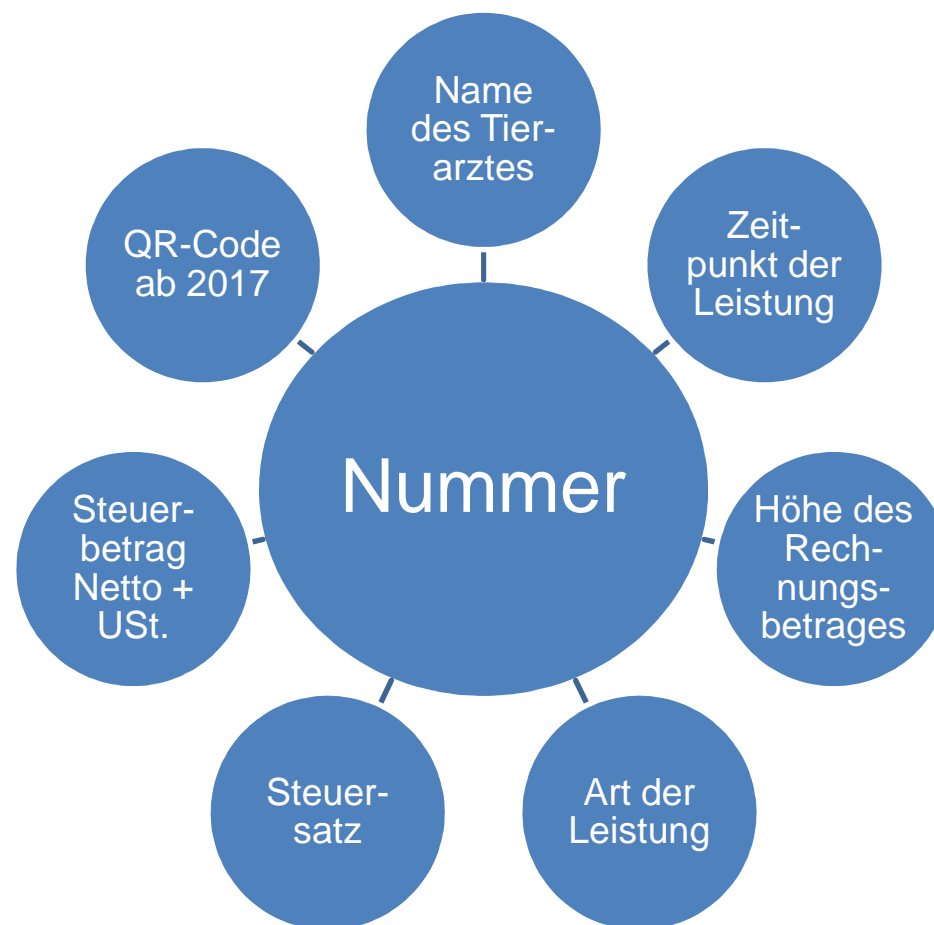 Name
des Tier-
arztes
Zeit-
punkt der
Leistung
Höhe des
Rech-
nungs-
betrages
Art der
Leistung
Steuer-
satz
Steuer-
betrag
Netto +
USt.
QR-Code
ab 2017
Nummer